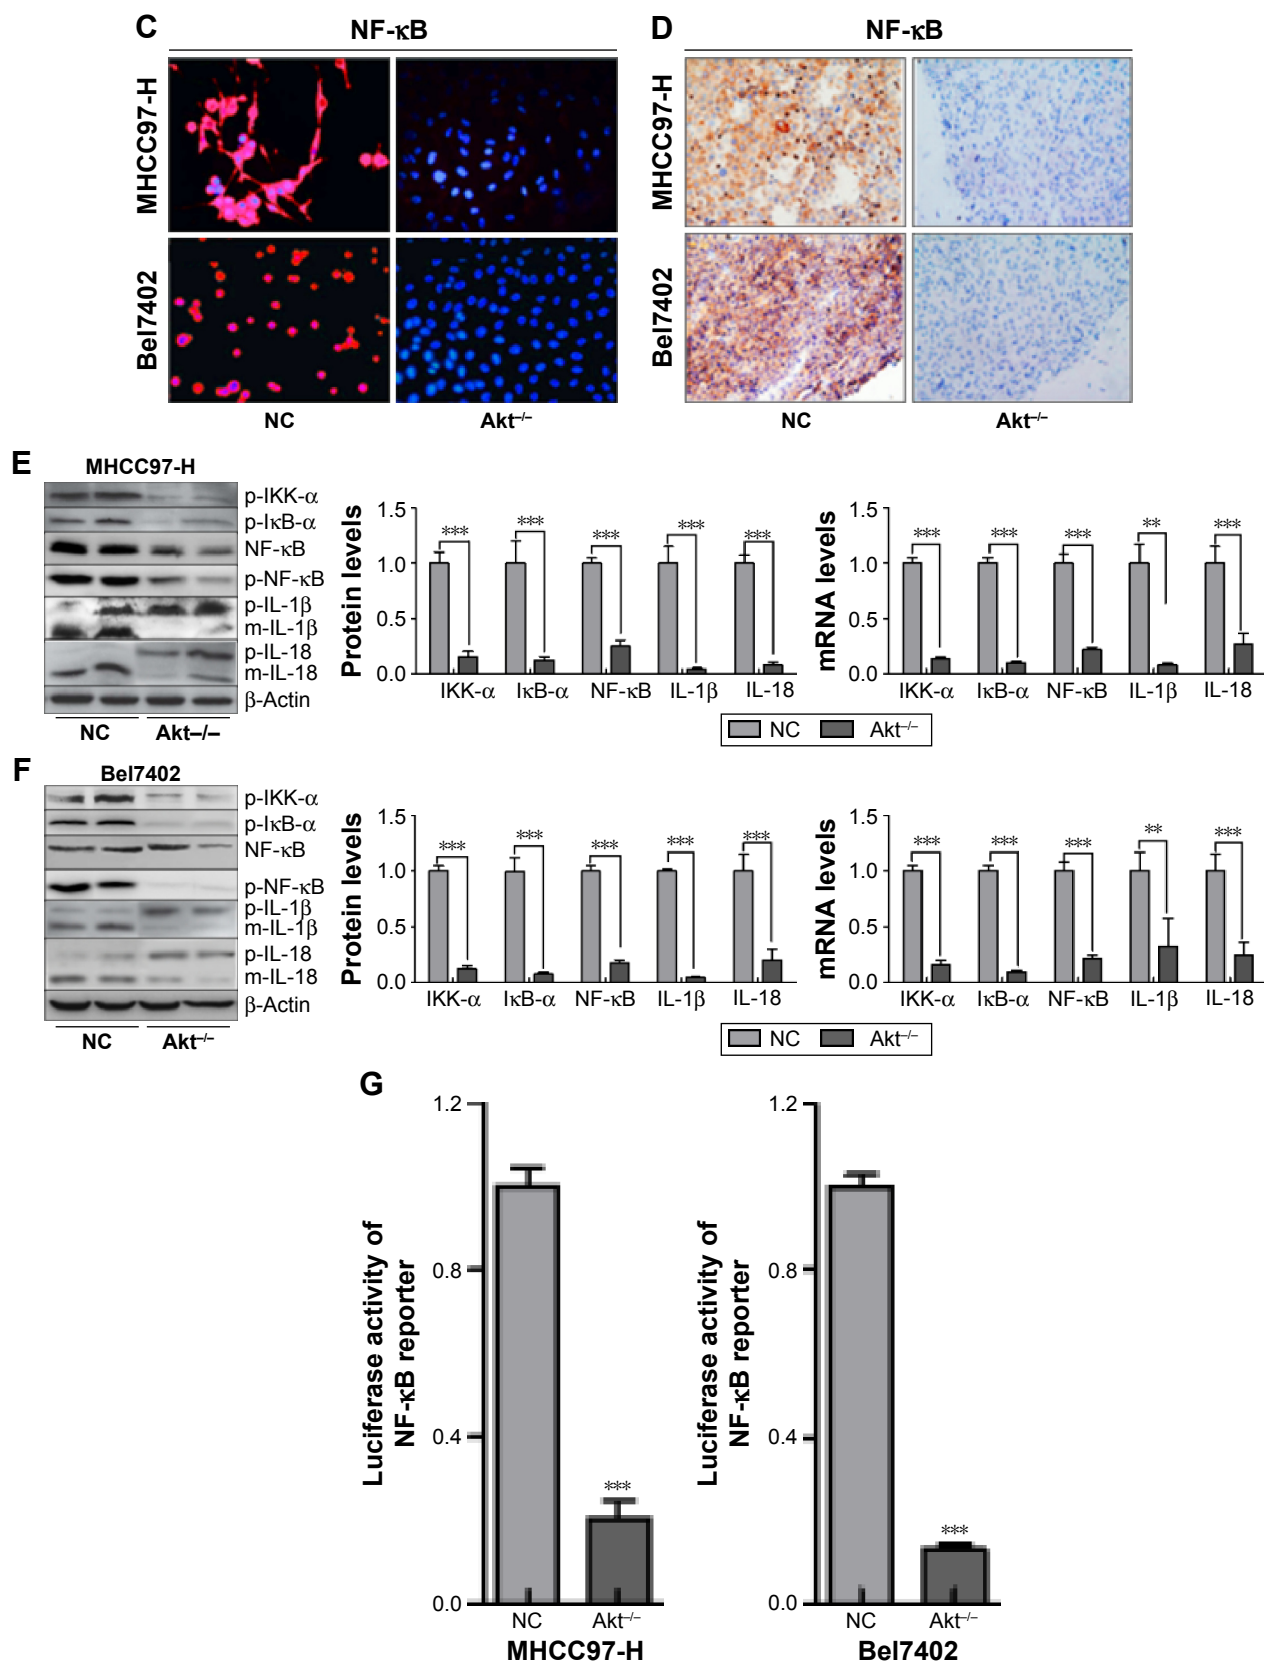 C
NF-κB
MHCC97-H
Bel7402
NC
Akt–/–
D
NF-κB
MHCC97-H
Bel7402
NC
Akt–/–
E
MHCC97-H
p-IKK-α
p-IκB-α
NF-κB
p-NF-κB
p-IL-1β
m-IL-1β
p-IL-18
m-IL-18
β-Actin
NC
Akt–/–
Protein levels
1.5
1.0
0.5
0.0
***
***
***
***
***
IKK-α
IκB-α
NF-κB
IL-1β
IL-18
mRNA levels
1.5
1.0
0.5
0.0
***
***
***
**
***
IKK-α
IκB-α
NF-κB
IL-1β
IL-18
NC
Akt–/–
F
Bel7402
p-IKK-α
p-IκB-α
NF-κB
p-NF-κB
p-IL-1β
m-IL-1β
p-IL-18
m-IL-18
β-Actin
NC
Akt–/–
Protein levels
1.5
1.0
0.5
0.0
***
***
***
***
***
IKK-α
IκB-α
NF-κB
IL-1β
IL-18
mRNA levels
1.5
1.0
0.5
0.0
***
***
***
**
***
IKK-α
IκB-α
NF-κB
IL-1β
IL-18
NC
Akt–/–
G
Luciferase activity of
NF-κB reporter
1.2
0.8
0.4
0.0
***
NC
Akt–/–
MHCC97-H
Luciferase activity of
NF-κB reporter
1.2
0.8
0.4
0.0
***
NC
Akt–/–
Bel7402